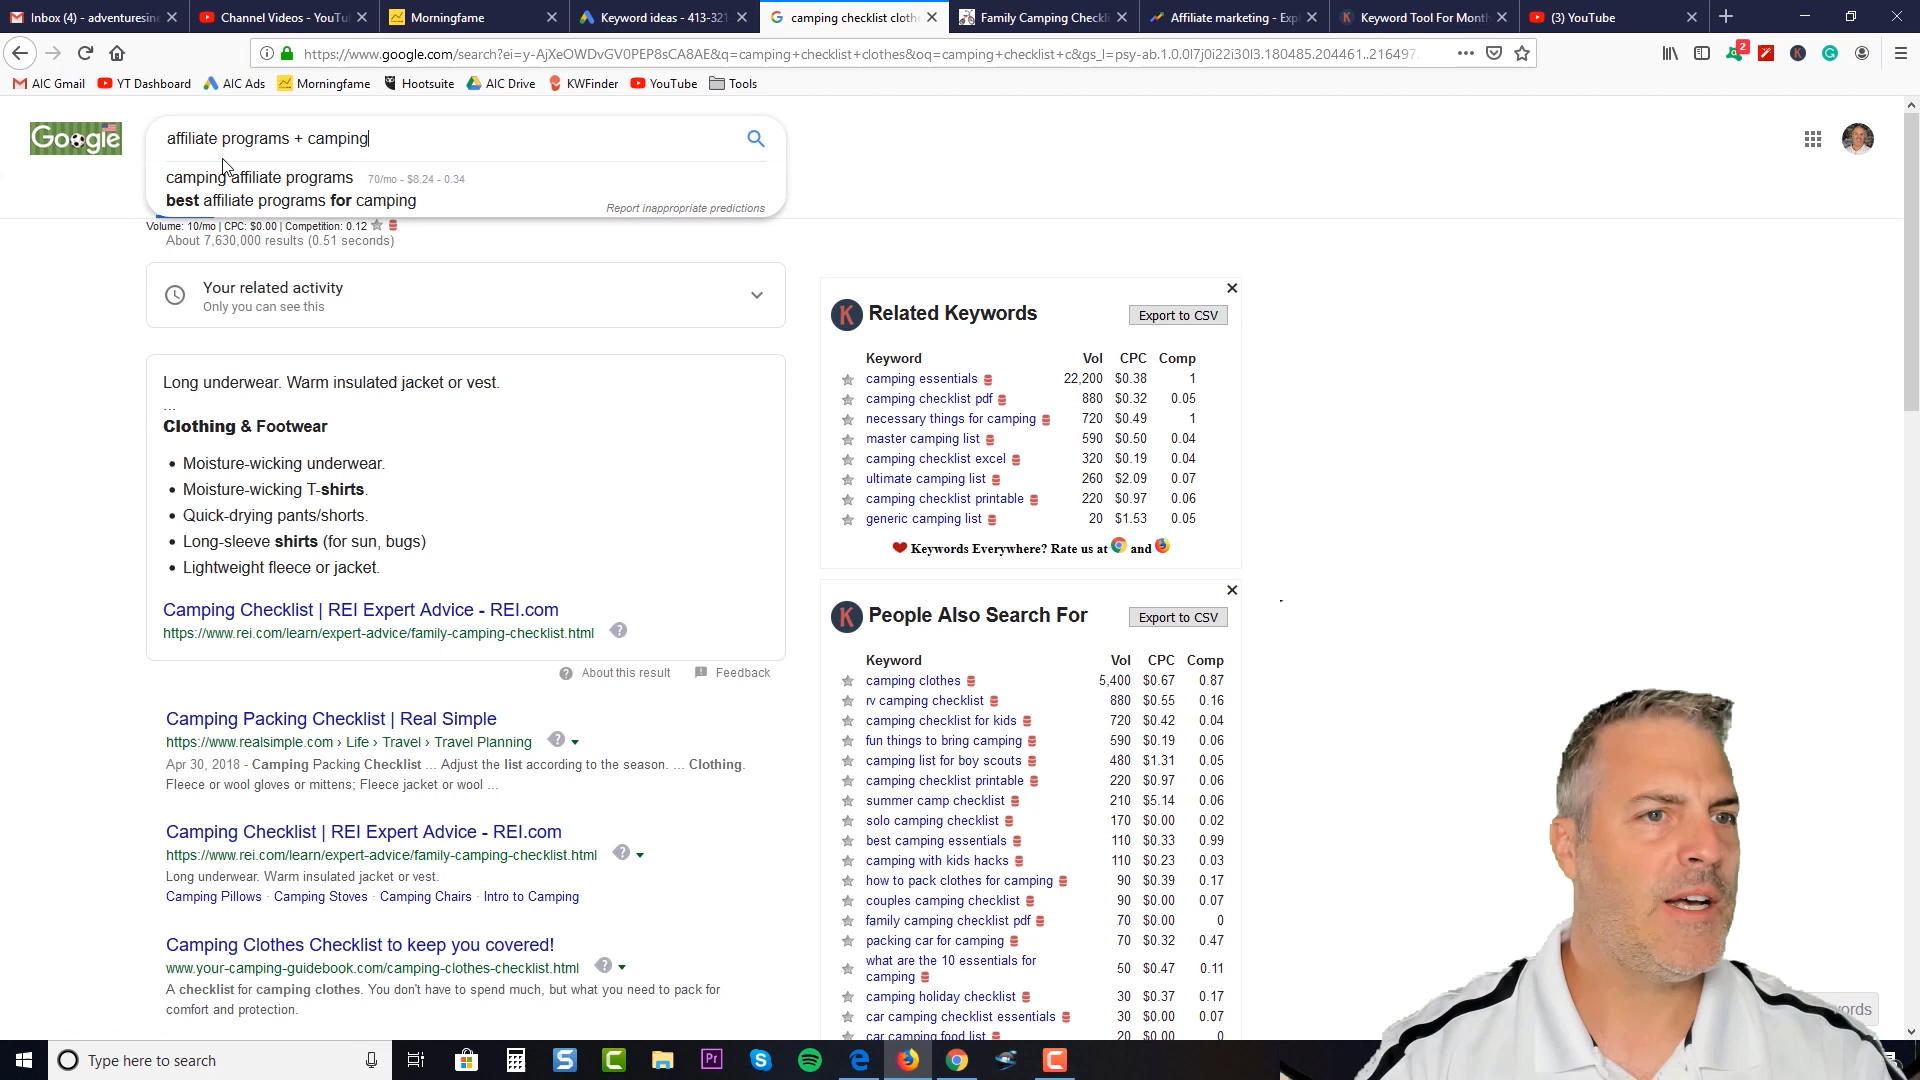 Inbox (4) - adventuresin
Channel Videos - YouTu
Morningfame
Keyword ideas - 413-321
camping checklist cloth
Family Camping Checkli
Affiliate marketing - Expl
Keyword Tool For Month
(3) YouTube
https://www.google.com/search?ei=y-AjXeOWDvGV0PEP8sCA8AE&q=camping+checklist+clothes&oq=camping+checklist+c&gs_l=psy-ab.1.0.0l7j0i22i30l3.180485.204461..216497.
2
AIC Gmail
YT Dashboard
AIC Ads
Morningfame
Hootsuite
AIC Drive
KWFinder
YouTube
Tools
Google
affiliate programs + camping
camping affiliate programs 70/mo - $8.24 - 0.34
best affiliate programs for camping
Report inappropriate predictions
Volume: 10/mo | CPC: $0.00 | Competition: 0.12
About 7,630,000 results (0.51 seconds)
Your related activity
Only you can see this
Long underwear. Warm insulated jacket or vest.
...
Clothing & Footwear
• Moisture-wicking underwear.
• Moisture-wicking T-shirts.
• Quick-drying pants/shorts.
• Long-sleeve shirts (for sun, bugs)
• Lightweight fleece or jacket.
Camping Checklist | REI Expert Advice - REI.com
https://www.rei.com/learn/expert-advice/family-camping-checklist.html
About this result
Feedback
Camping Packing Checklist | Real Simple
https://www.realsimple.com › Life › Travel › Travel Planning
Apr 30, 2018 - Camping Packing Checklist ... Adjust the list according to the season. ... Clothing.
Fleece or wool gloves or mittens; Fleece jacket or wool ...
Camping Checklist | REI Expert Advice - REI.com
https://www.rei.com/learn/expert-advice/family-camping-checklist.html
Long underwear. Warm insulated jacket or vest.
Camping Pillows · Camping Stoves · Camping Chairs · Intro to Camping
Camping Clothes Checklist to keep you covered!
www.your-camping-guidebook.com/camping-clothes-checklist.html
A checklist for camping clothes. You don't have to spend much, but what you need to pack for
comfort and protection.
K Related Keywords
Export to CSV
Keyword Vol CPC Comp
camping essentials 22,200 $0.38 1
camping checklist pdf 880 $0.32 0.05
necessary things for camping 720 $0.49 1
master camping list 590 $0.50 0.04
camping checklist excel 320 $0.19 0.04
ultimate camping list 260 $2.09 0.07
camping checklist printable 220 $0.97 0.06
generic camping list 20 $1.53 0.05
Keywords Everywhere? Rate us at and
K People Also Search For
Export to CSV
Keyword Vol CPC Comp
camping clothes 5,400 $0.67 0.87
rv camping checklist 880 $0.55 0.16
camping checklist for kids 720 $0.42 0.04
fun things to bring camping 590 $0.19 0.06
camping list for boy scouts 480 $1.31 0.05
camping checklist printable 220 $0.97 0.06
summer camp checklist 210 $5.14 0.06
solo camping checklist 170 $0.00 0.02
best camping essentials 110 $0.33 0.99
camping with kids hacks 110 $0.23 0.03
how to pack clothes for camping 90 $0.39 0.17
couples camping checklist 90 $0.00 0.07
family camping checklist pdf 70 $0.00 0
packing car for camping 70 $0.32 0.47
what are the 10 essentials for
camping 50 $0.47 0.11
camping holiday checklist 30 $0.37 0.17
car camping checklist essentials 30 $0.00 0.07
car camping food list 20 $0.00 0
Type here to search